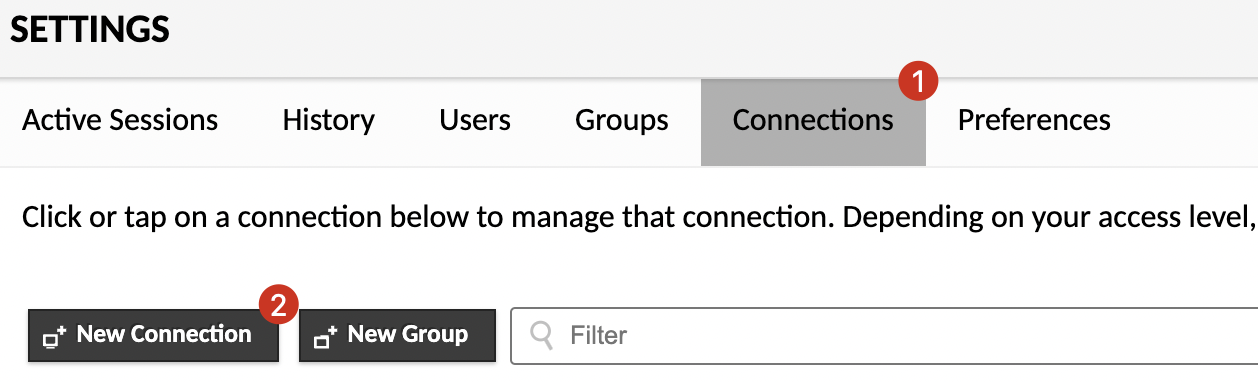 SETTINGS
Active Sessions History Users Groups Connections 1 Preferences
Click or tap on a connection below to manage that connection. Depending on your access level,
New Connection 2 New Group Filter